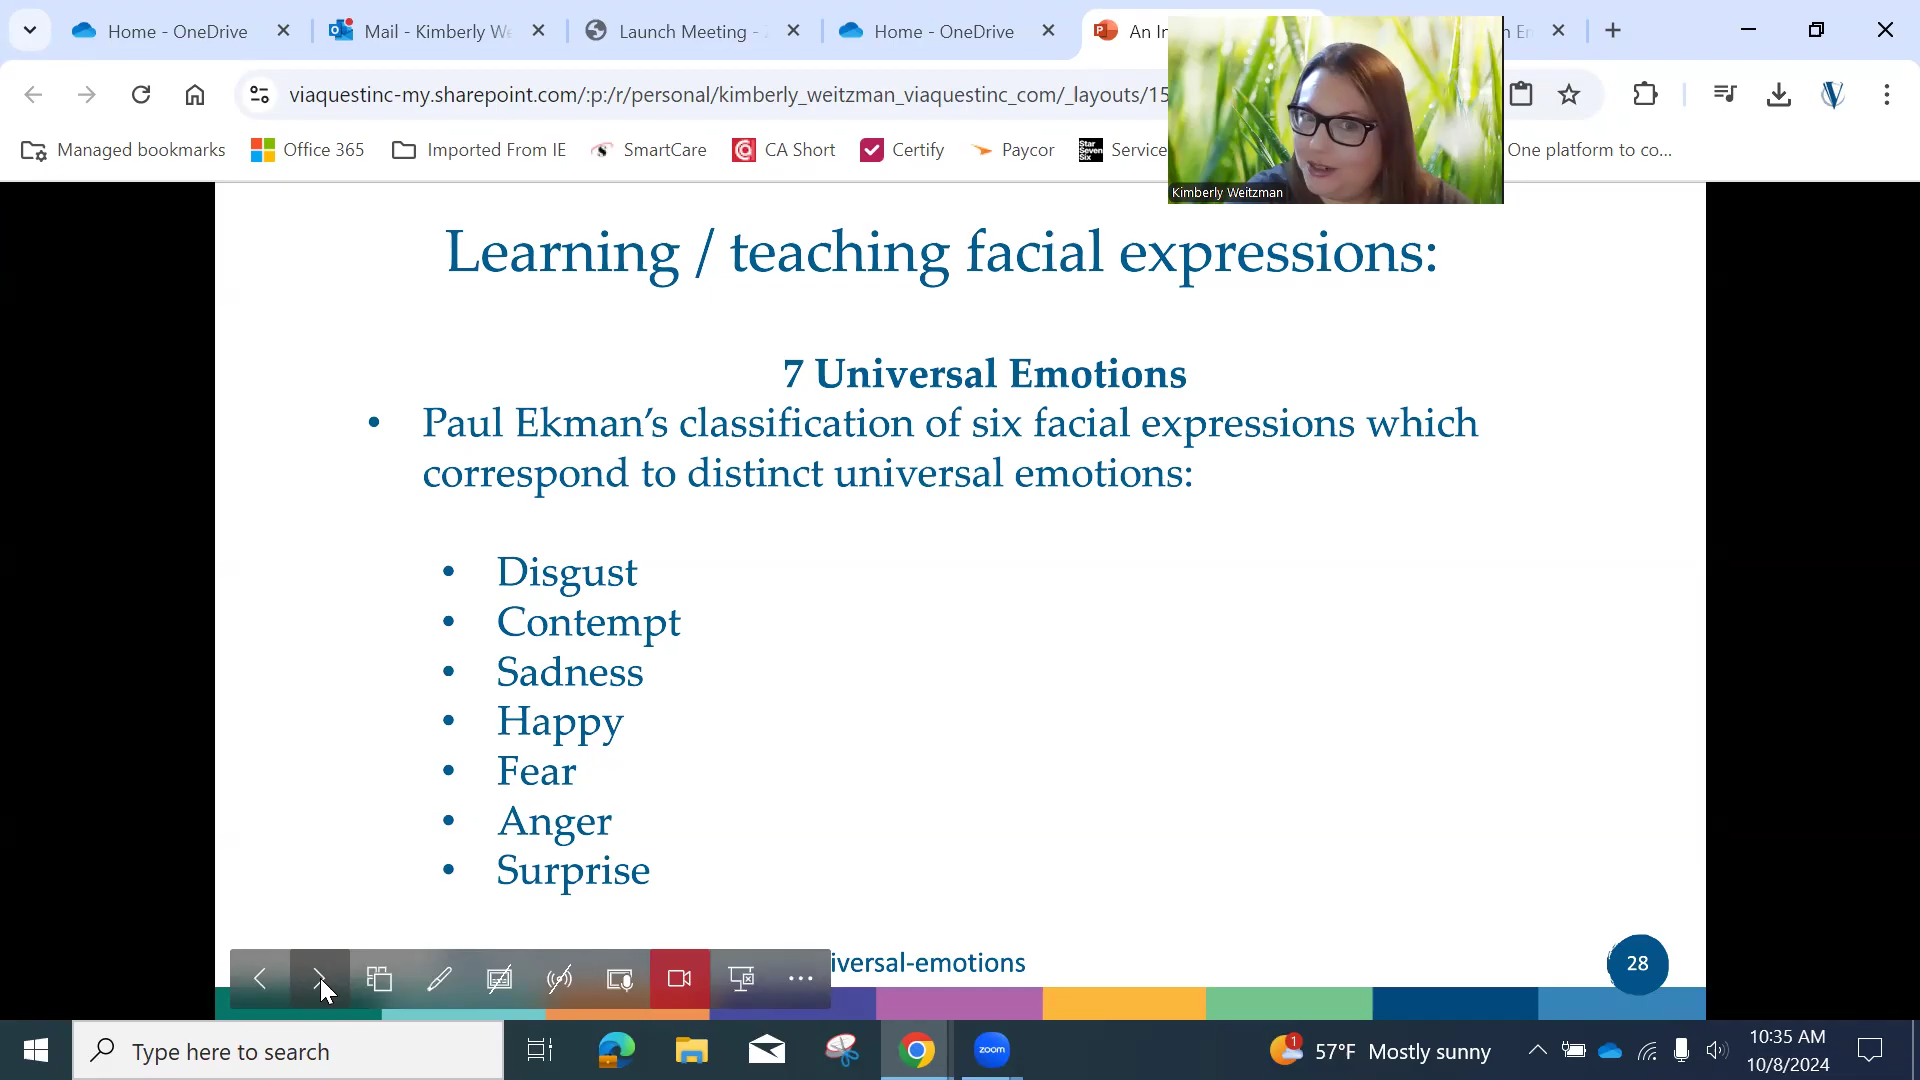 Home - OneDrive
Mail - Kimberly We
Launch Meeting -
Home - OneDrive
An In
n En
viaquestinc-my.sharepoint.com/:p:/r/personal/kimberly_weitzman_viaquestinc_com/_layouts/15
Managed bookmarks
Office 365
Imported From IE
SmartCare
CA Short
Certify
Paycor
Star Seven Six
Service
One platform to co...
Kimberly Weitzman
Learning / teaching facial expressions:
7 Universal Emotions
• Paul Ekman’s classification of six facial expressions which
correspond to distinct universal emotions:
• Disgust
• Contempt
• Sadness
• Happy
• Fear
• Anger
• Surprise
iversal-emotions
28
Type here to search
zoom
1
57°F Mostly sunny
10:35 AM
10/8/2024